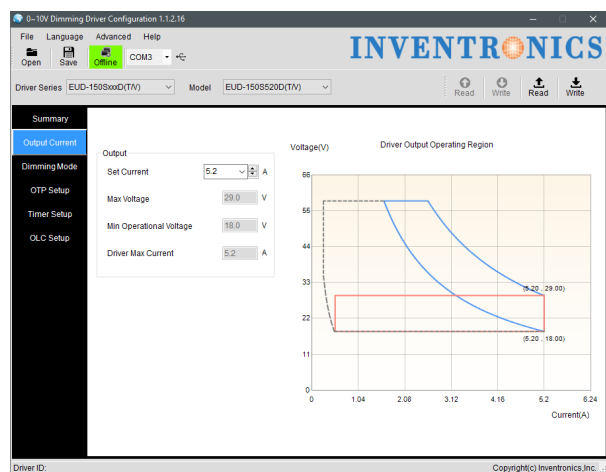 0~10V Dimming Driver Configuration 1.1.2.16
File Language Advanced Help
Open Save Offline COM3
INVENTRONICS
Driver Series EUD-150SxxxD(T/V) Model EUD-150S520D(T/V) Read Write Read Write
Summary
Output Current
Dimming Mode
OTP Setup
Timer Setup
OLC Setup
Output
Set Current 5.2 A
Max Voltage 29.0 V
Min Operational Voltage 18.0 V
Driver Max Current 5.2 A
Voltage(V) Driver Output Operating Region
66
55
44
33
22
11
0
(5.20 , 29.00)
(5.20 , 18.00)
0 1.04 2.08 3.12 4.16 5.2 6.24
Current(A)
Driver ID: Copyright(c) Inventronics,Inc.